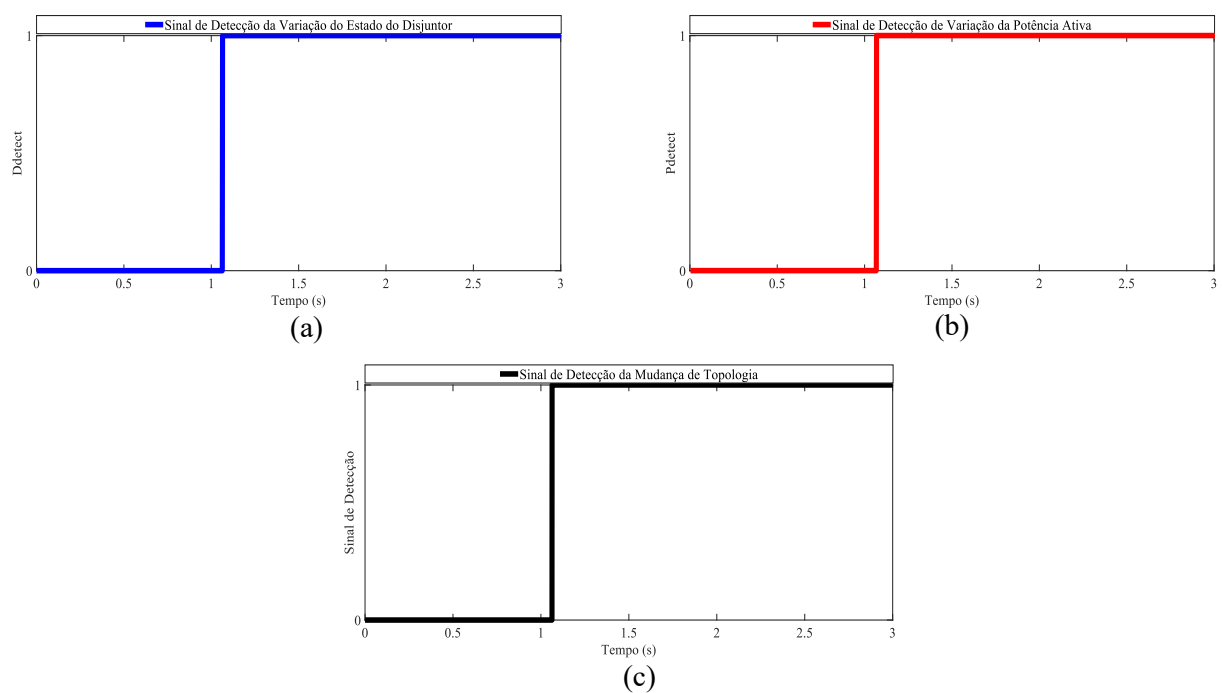 Sinal de Detecção da Variação do Estado do Disjuntor
1
Ddetect
0
0 0.5 1 1.5 2 2.5 3
Tempo (s)
(a)
Sinal de Detecção de Variação da Potência Ativa
1
Pdetect
0
0 0.5 1 1.5 2 2.5 3
Tempo (s)
(b)
Sinal de Detecção da Mudança de Topologia
1
Sinal de Detecção
0
0 0.5 1 1.5 2 2.5 3
Tempo (s)
(c)